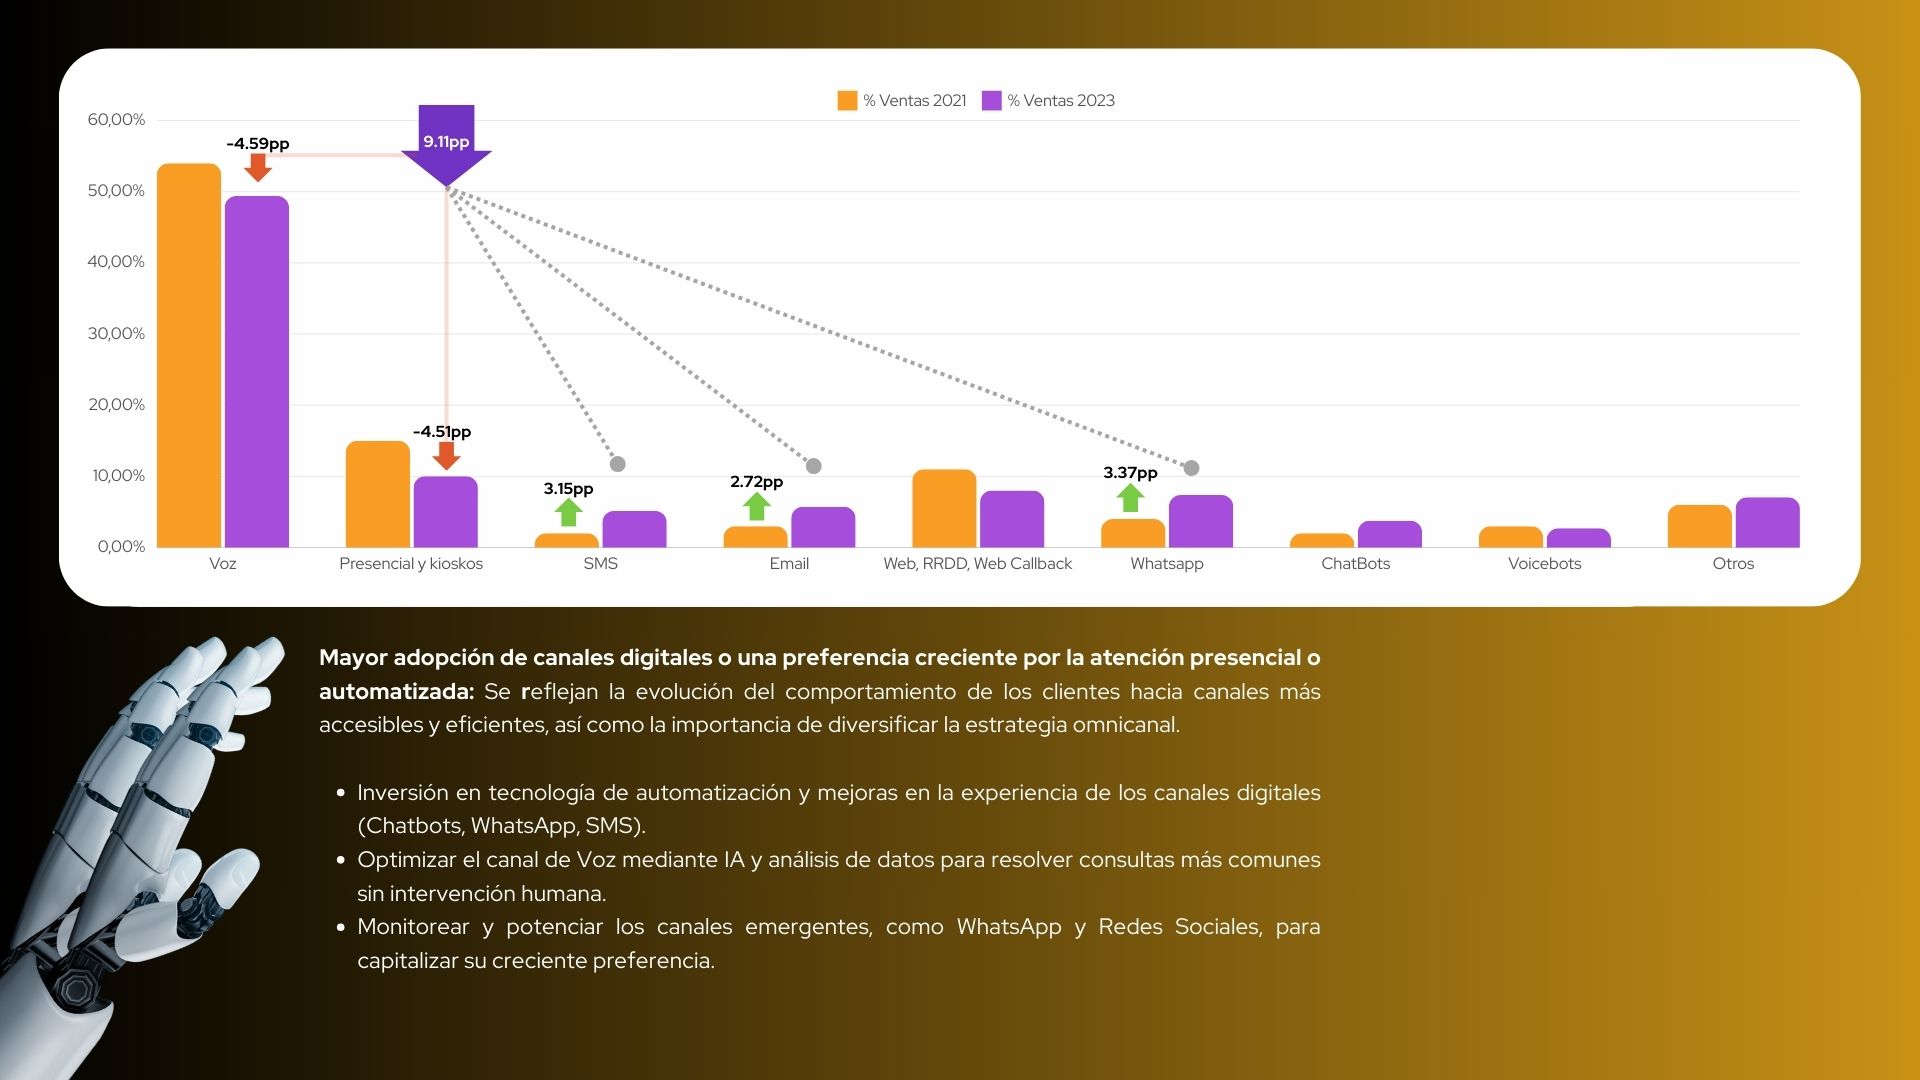 % Ventas 2021
% Ventas 2023
60,00%
50,00%
40,00%
30,00%
20,00%
10,00%
0,00%
-4.59pp
9.11pp
-4.51pp
3.15pp
2.72pp
3.37pp
Voz
Presencial y kioskos
SMS
Email
Web, RRDD, Web Callback
Whatsapp
ChatBots
Voicebots
Otros
Mayor adopción de canales digitales o una preferencia creciente por la atención presencial o
automatizada: Se reflejan la evolución del comportamiento de los clientes hacia canales más
accesibles y eficientes, así como la importancia de diversificar la estrategia omnicanal.
• Inversión en tecnología de automatización y mejoras en la experiencia de los canales digitales
(Chatbots, WhatsApp, SMS).
• Optimizar el canal de Voz mediante IA y análisis de datos para resolver consultas más comunes
sin intervención humana.
• Monitorear y potenciar los canales emergentes, como WhatsApp y Redes Sociales, para
capitalizar su creciente preferencia.